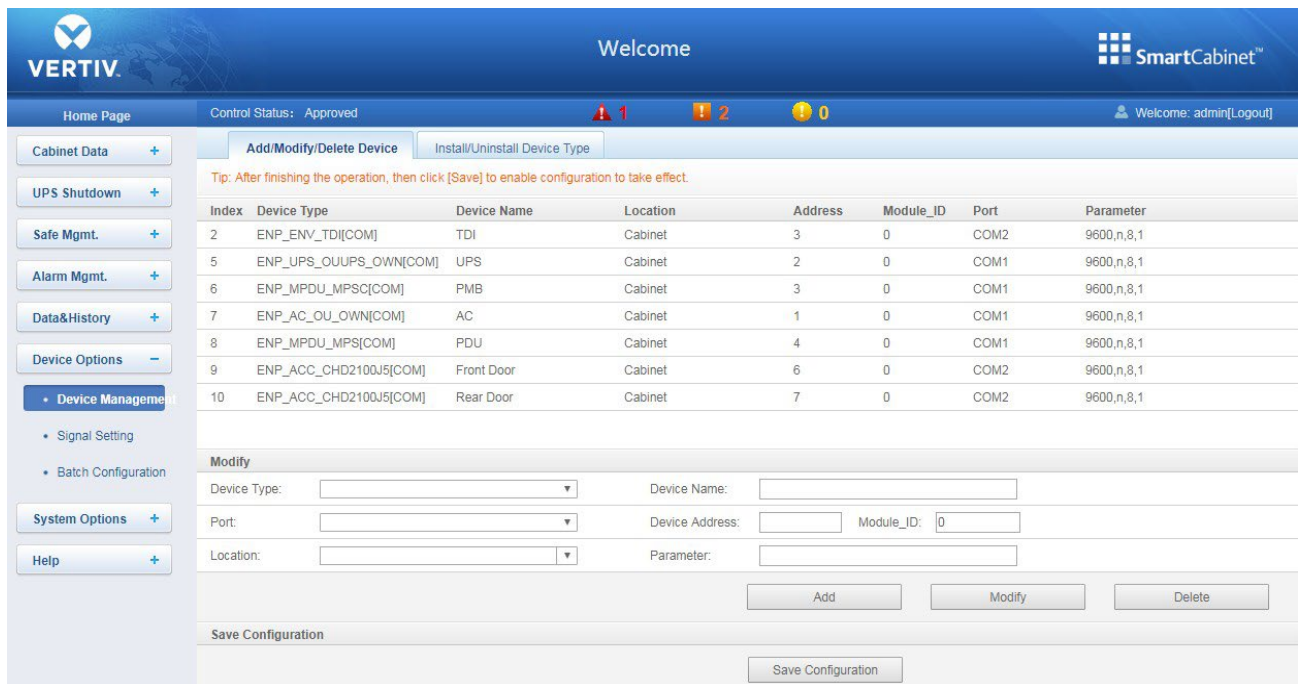 VERTIV.
Welcome
SmartCabinet™
Home Page
Control Status: Approved
1
2
0
Welcome: admin[Logout]
Cabinet Data +
UPS Shutdown +
Safe Mgmt. +
Alarm Mgmt. +
Data&History +
Device Options −
• Device Managemen
• Signal Setting
• Batch Configuration
System Options +
Help +
Add/Modify/Delete Device
Install/Uninstall Device Type
Tip: After finishing the operation, then click [Save] to enable configuration to take effect.
Index Device Type Device Name Location Address Module_ID Port Parameter
2 ENP_ENV_TDI[COM] TDI Cabinet 3 0 COM2 9600,n,8,1
5 ENP_UPS_OUUPS_OWN[COM] UPS Cabinet 2 0 COM1 9600,n,8,1
6 ENP_MPDU_MPSC[COM] PMB Cabinet 3 0 COM1 9600,n,8,1
7 ENP_AC_OU_OWN[COM] AC Cabinet 1 0 COM1 9600,n,8,1
8 ENP_MPDU_MPS[COM] PDU Cabinet 4 0 COM1 9600,n,8,1
9 ENP_ACC_CHD2100J5[COM] Front Door Cabinet 6 0 COM2 9600,n,8,1
10 ENP_ACC_CHD2100J5[COM] Rear Door Cabinet 7 0 COM2 9600,n,8,1
Modify
Device Type: Device Name:
Port: Device Address: Module_ID: 0
Location: Parameter:
Add Modify Delete
Save Configuration
Save Configuration